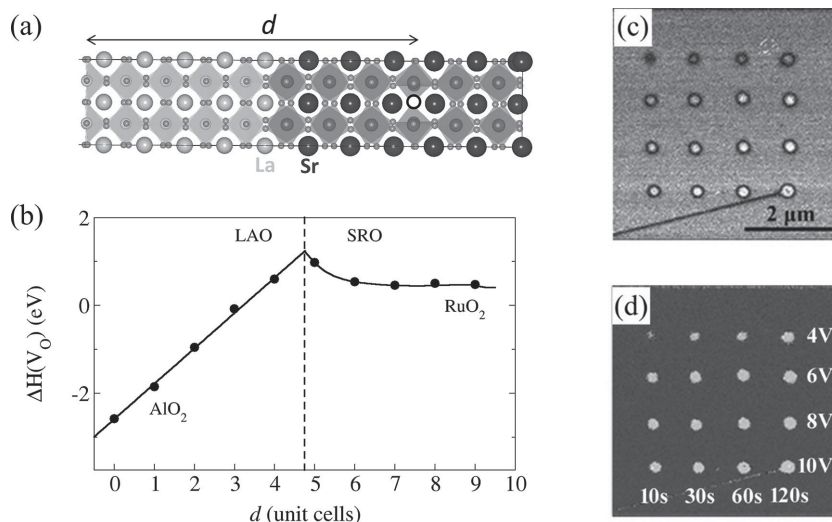 (a)
d
La
Sr
(b)
LAO
SRO
ΔH(V_O) (eV)
0
-2
AlO₂
RuO₂
0 1 2 3 4 5 6 7 8 9 10
d (unit cells)
(c)
2 μm
(d)
4V
6V
8V
10V
10s 30s 60s 120s